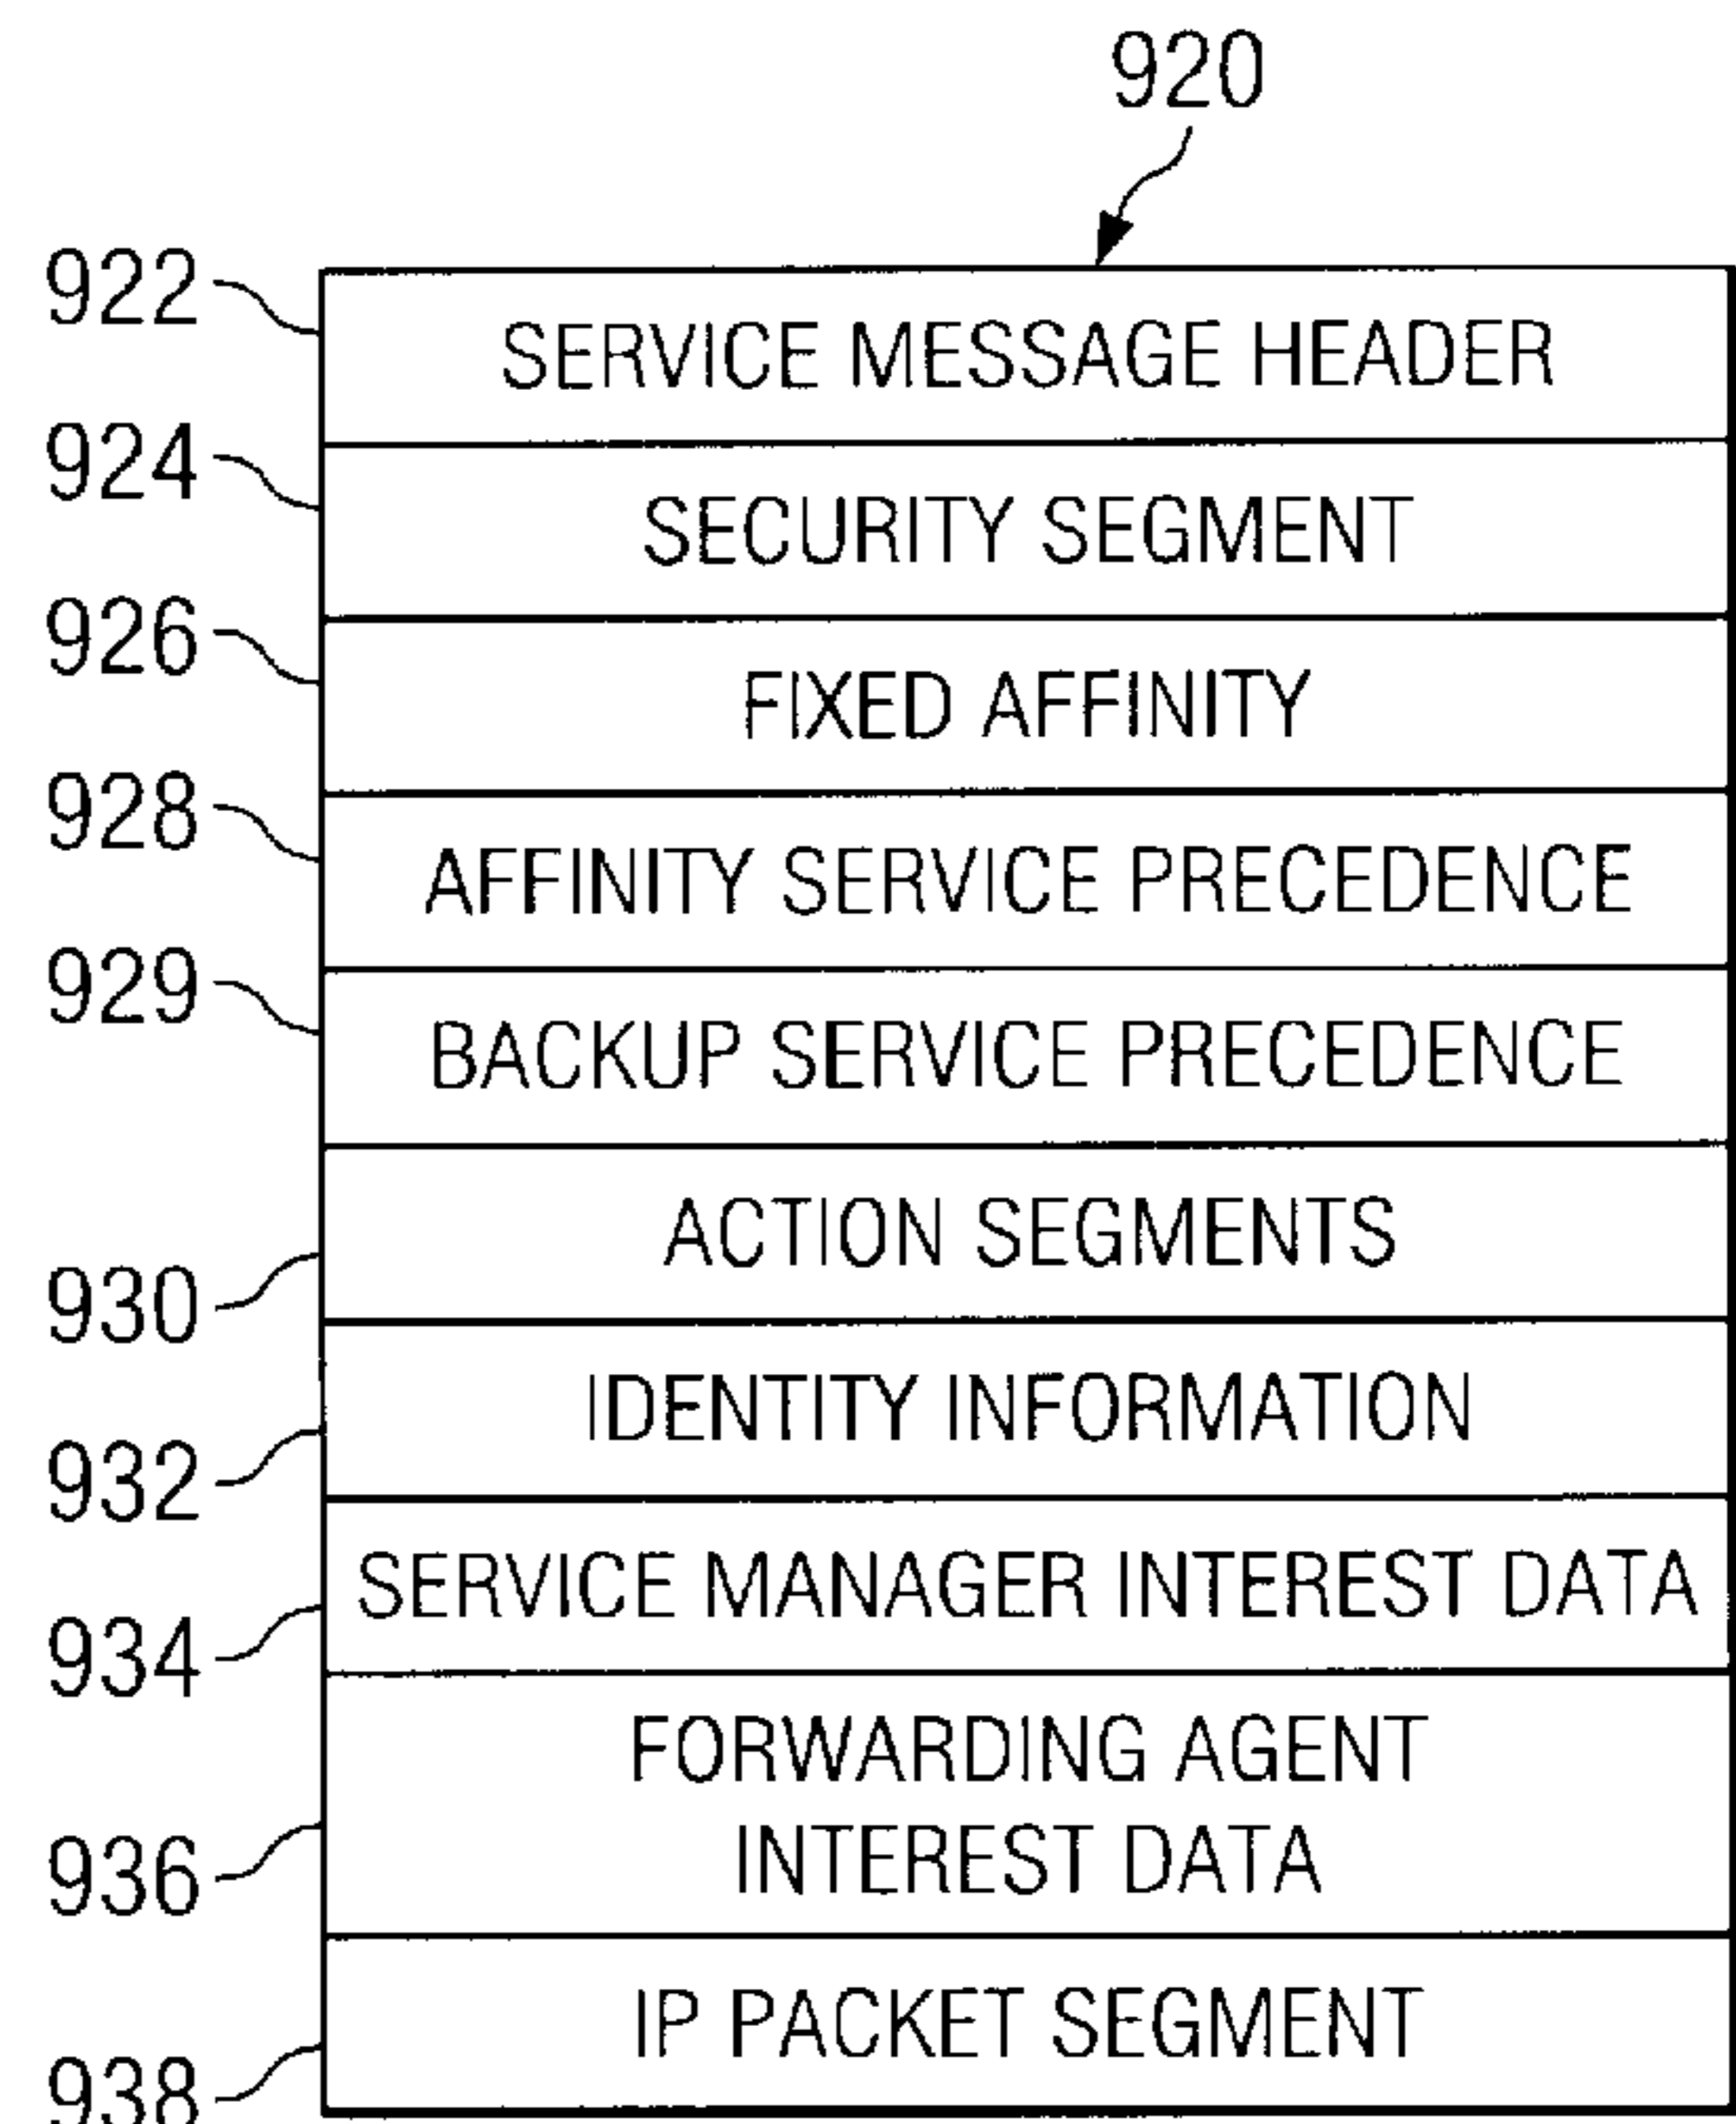 920
922
SERVICE MESSAGE HEADER
924
SECURITY SEGMENT
926
FIXED AFFINITY
928
AFFINITY SERVICE PRECEDENCE
929
BACKUP SERVICE PRECEDENCE
930
ACTION SEGMENTS
932
IDENTITY INFORMATION
934
SERVICE MANAGER INTEREST DATA
936
FORWARDING AGENT
INTEREST DATA
938
IP PACKET SEGMENT